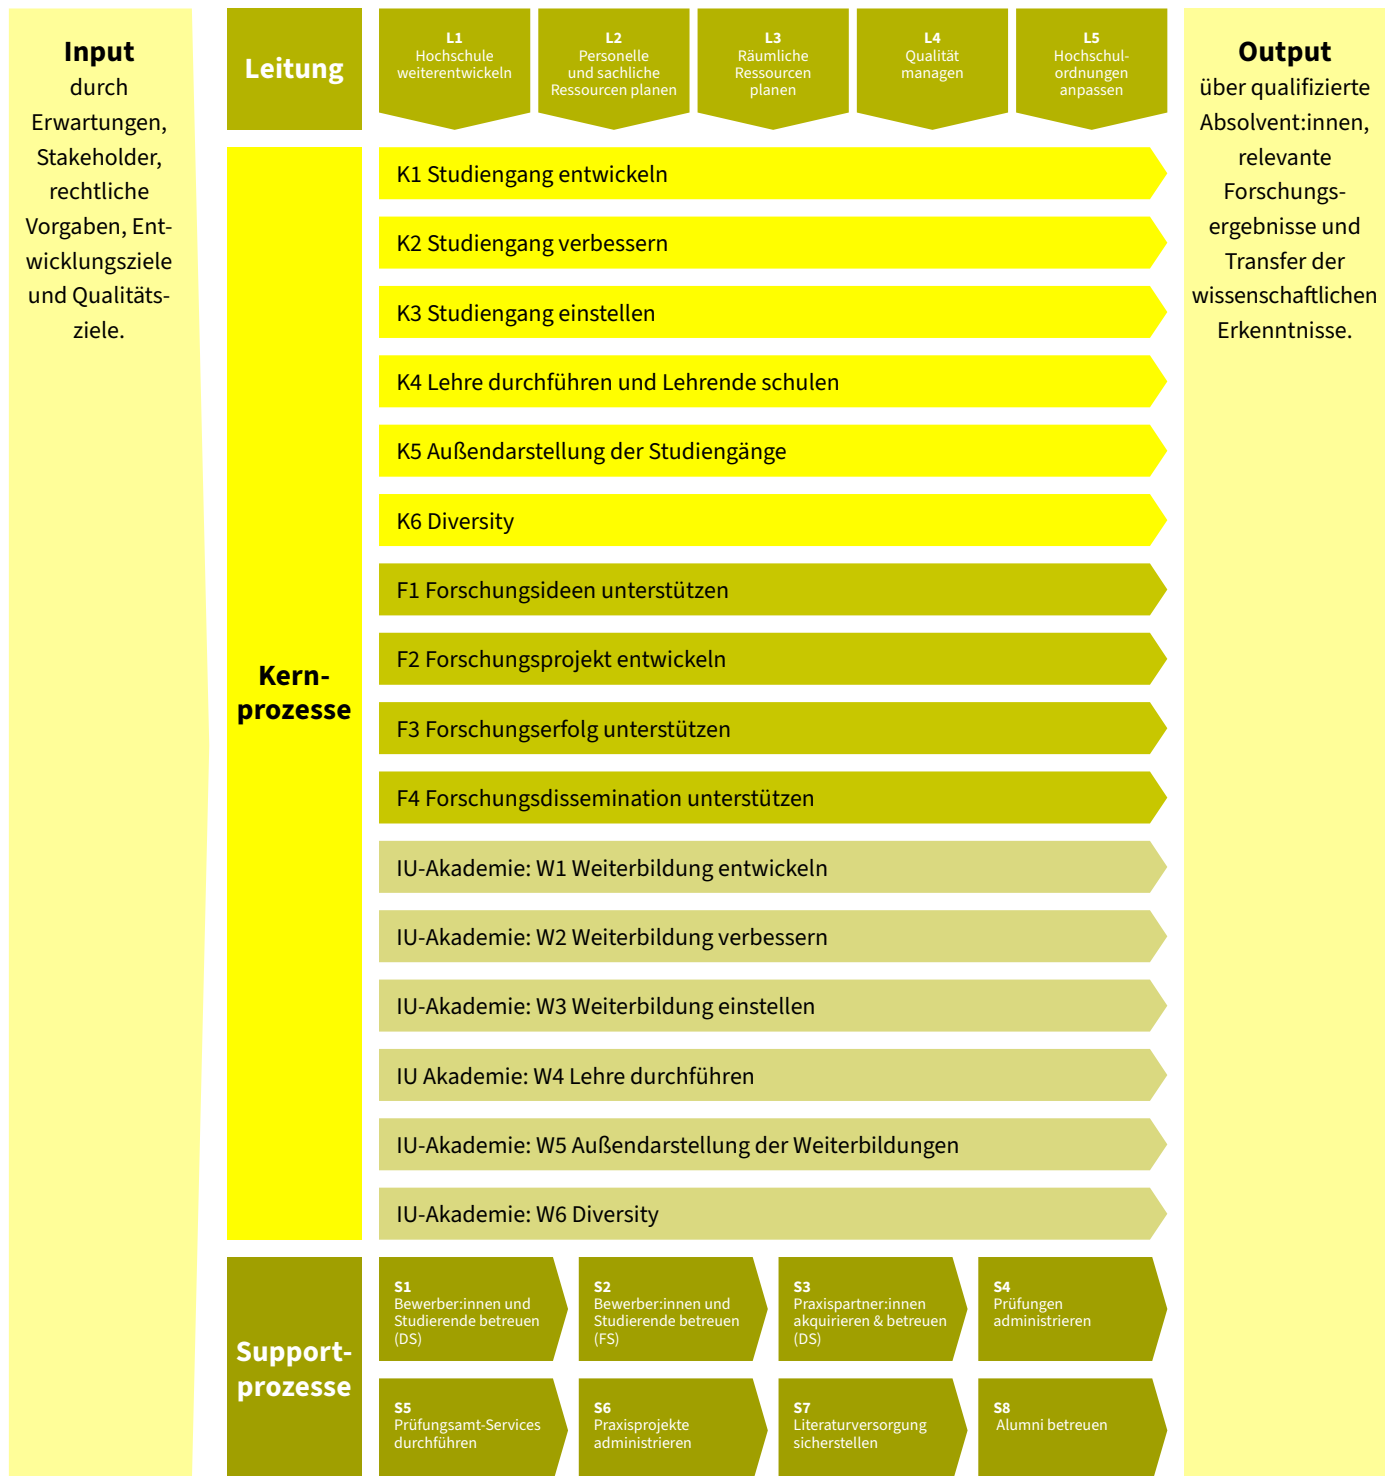 Input
durch
Erwartungen,
Stakeholder,
rechtliche
Vorgaben, Ent-
wicklungsziele
und Qualitäts-
ziele.
Leitung
L1
Hochschule
weiterentwickeln
L2
Personelle
und sachliche
Ressourcen planen
L3
Räumliche
Ressourcen
planen
L4
Qualität
managen
L5
Hochschul-
ordnungen
anpassen
Kern-
prozesse
K1 Studiengang entwickeln
K2 Studiengang verbessern
K3 Studiengang einstellen
K4 Lehre durchführen und Lehrende schulen
K5 Außendarstellung der Studiengänge
K6 Diversity
F1 Forschungsideen unterstützen
F2 Forschungsprojekt entwickeln
F3 Forschungserfolg unterstützen
F4 Forschungsdissemination unterstützen
IU-Akademie: W1 Weiterbildung entwickeln
IU-Akademie: W2 Weiterbildung verbessern
IU-Akademie: W3 Weiterbildung einstellen
IU Akademie: W4 Lehre durchführen
IU-Akademie: W5 Außendarstellung der Weiterbildungen
IU-Akademie: W6 Diversity
Support-
prozesse
S1
Bewerber:innen und
Studierende betreuen
(DS)
S2
Bewerber:innen und
Studierende betreuen
(FS)
S3
Praxispartner:innen
akquirieren & betreuen
(DS)
S4
Prüfungen
administrieren
S5
Prüfungsamt-Services
durchführen
S6
Praxisprojekte
administrieren
S7
Literaturversorgung
sicherstellen
S8
Alumni betreuen
Output
über qualifizierte
Absolvent:innen,
relevante
Forschungs-
ergebnisse und
Transfer der
wissenschaftlichen
Erkenntnisse.